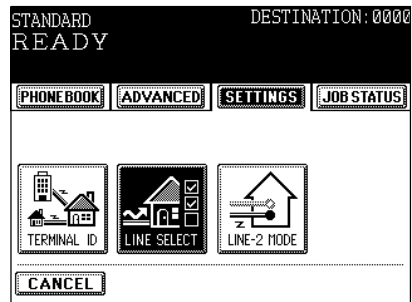 STANDARD DESTINATION:0000
READY
PHONE BOOK ADVANCED SETTINGS JOB STATUS
TERMINAL ID LINE SELECT LINE-2 MODE
CANCEL